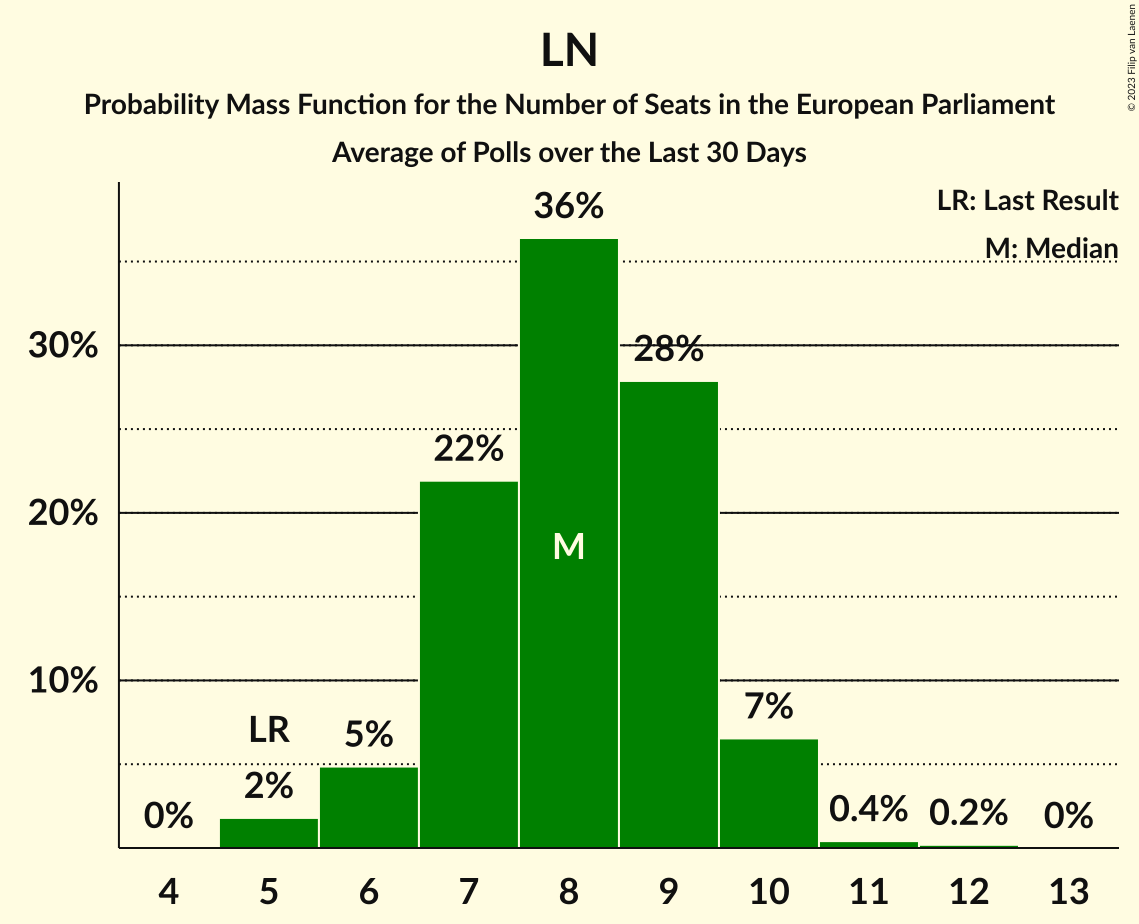 LN
Probability Mass Function for the Number of Seats in the European Parliament
Average of Polls over the Last 30 Days
© 2023 Filip van Laenen
LR: Last Result
M: Median
36%
28%
22%
7%
5%
LR
2%
0%
0.4%
0.2%
0%
M
30%
20%
10%
4 5 6 7 8 9 10 11 12 13